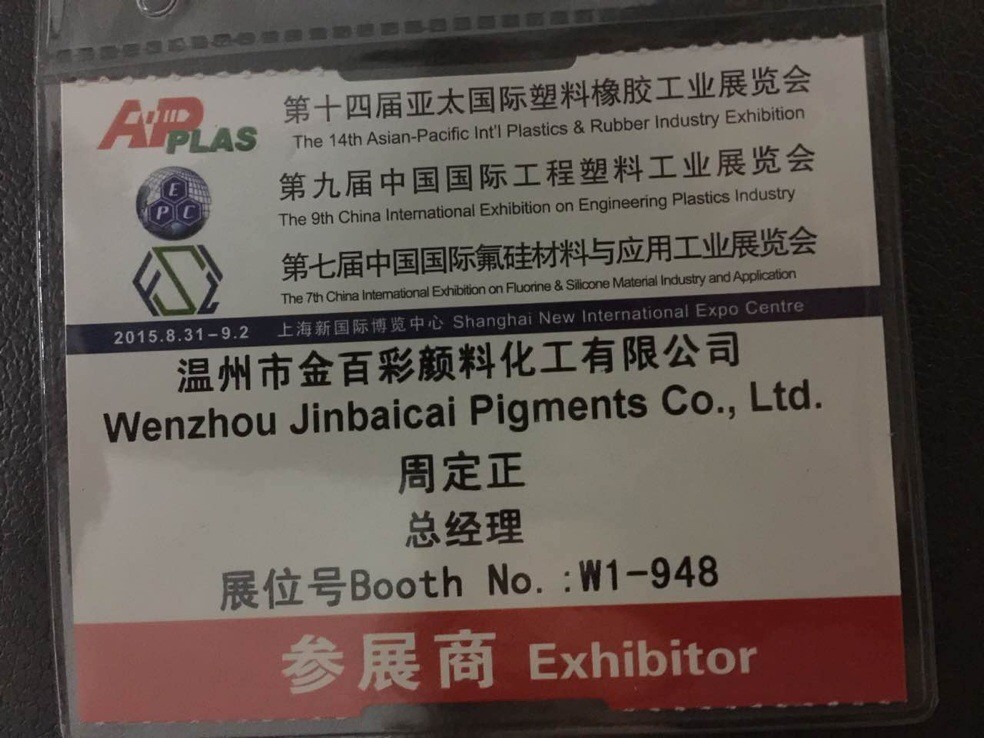 APPLAS
第十四届亚太国际塑料橡胶工业展览会
The 14th Asian-Pacific Int'l Plastics & Rubber Industry Exhibition
EPC
第九届中国国际工程塑料工业展览会
The 9th China International Exhibition on Engineering Plastics Industry
第七届中国国际氟硅材料与应用工业展览会
The 7th China International Exhibition on Fluorine & Silicone Material Industry and Application
2015.8.31-9.2 上海新国际博览中心 Shanghai New International Expo Centre
温州市金百彩颜料化工有限公司
Wenzhou Jinbaicai Pigments Co., Ltd.
周定正
总经理
展位号Booth No.:W1-948
参展商 Exhibitor